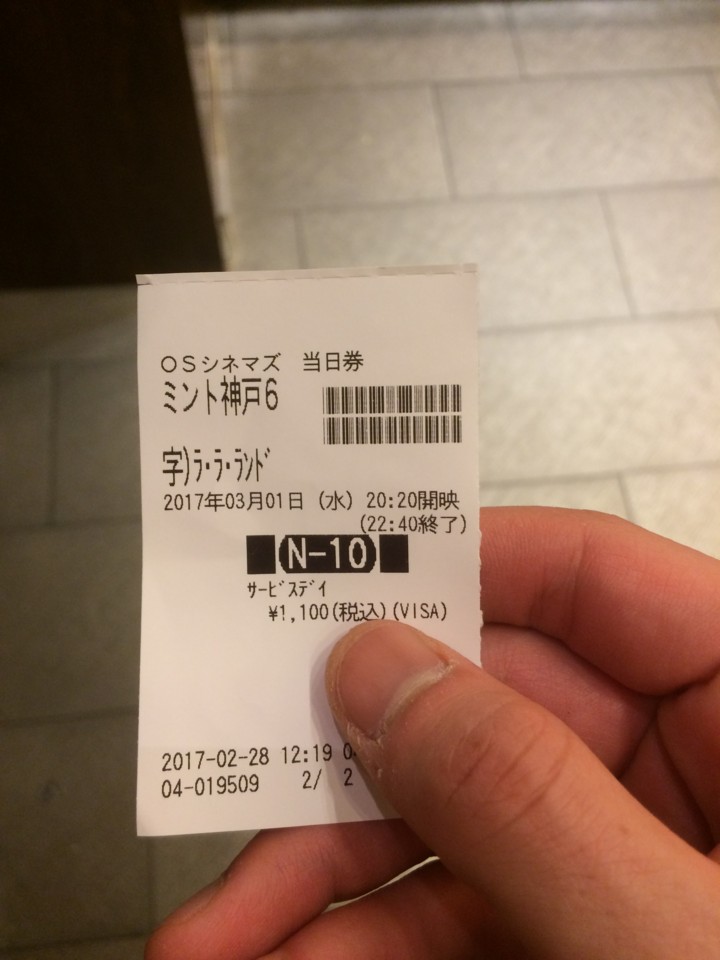 OSシネマズ 当日券
ミント神戸6
字)ラ・ラ・ランド
2017年03月01日 (水) 20:20開映
(22:40終了)
(N-10)
サービスデイ
¥1,100(税込)(VISA)
2017-02-28 12:19
04-019509 2/ 2